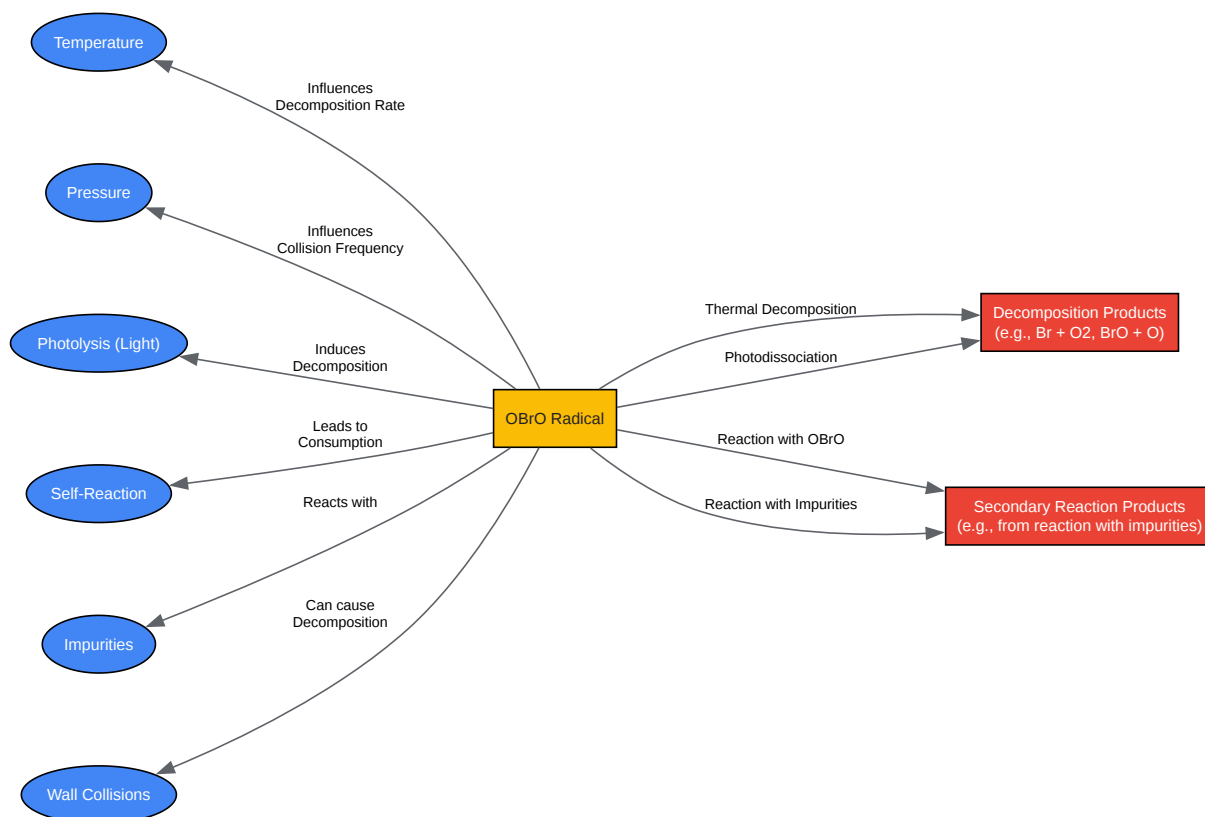 Temperature
Influences
Decomposition Rate
Pressure
Influences
Collision Frequency
Photolysis (Light)
Induces
Decomposition
Self-Reaction
Leads to
Consumption
Impurities
Reacts with
Wall Collisions
Can cause
Decomposition
OBrO Radical
Thermal Decomposition
Photodissociation
Reaction with OBrO
Reaction with Impurities
Decomposition Products
(e.g., Br + O2, BrO + O)
Secondary Reaction Products
(e.g., from reaction with impurities)